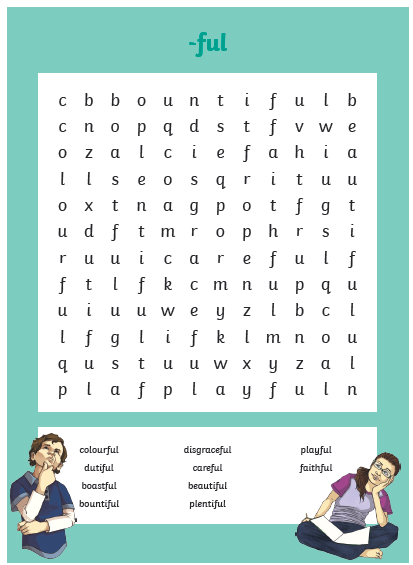 -ful
c b b o u n t i f u l b
c n o p q d s t f v w e
o z a l c i e f a h i a
l l s e o s q r i t u u
o x t n a g p o t f g t
u d f t m r o p h r s i
r u u i c a r e f u l f
f t l f k c m n u p q u
u i u u w e y z l b c l
l f g l i f k l m n o u
q u s t u u w x y z a l
p l a f p l a y f u l n
colourful disgraceful playful
dutiful careful faithful
boastful beautiful
bountiful plentiful